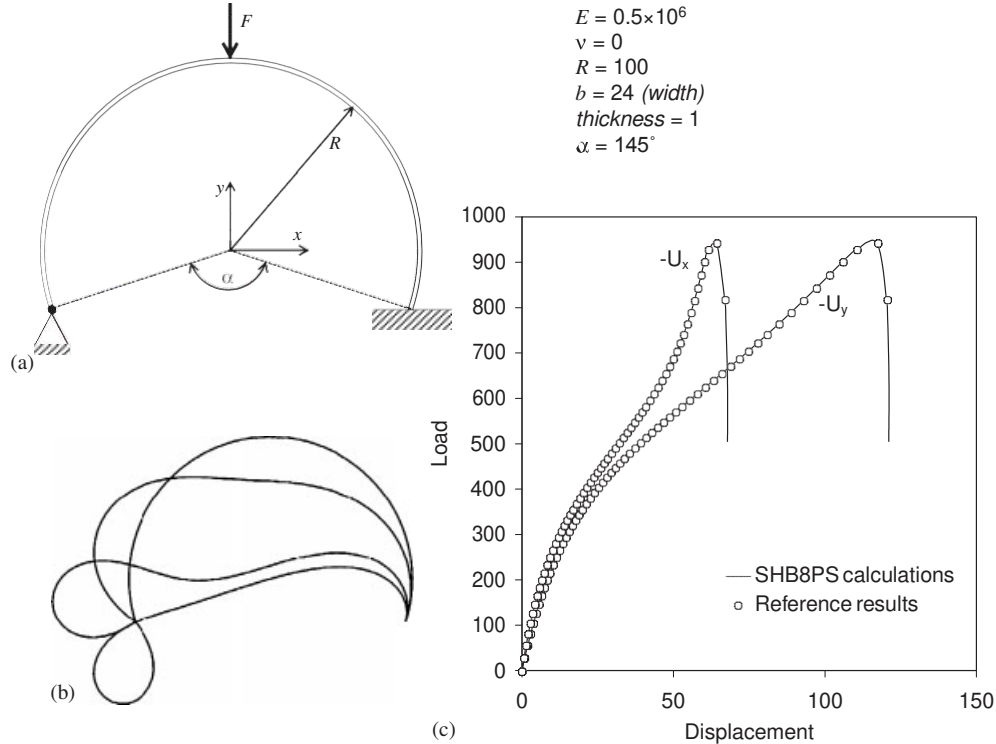 F
R
y
x
α
(a)
E = 0.5×10⁶
ν = 0
R = 100
b = 24 (width)
thickness = 1
α = 145°
(b)
1000
900
800
700
600
500
400
300
200
100
0
Load
-Uₓ
-U_y
SHB8PS calculations
Reference results
0
50
100
150
Displacement
(c)